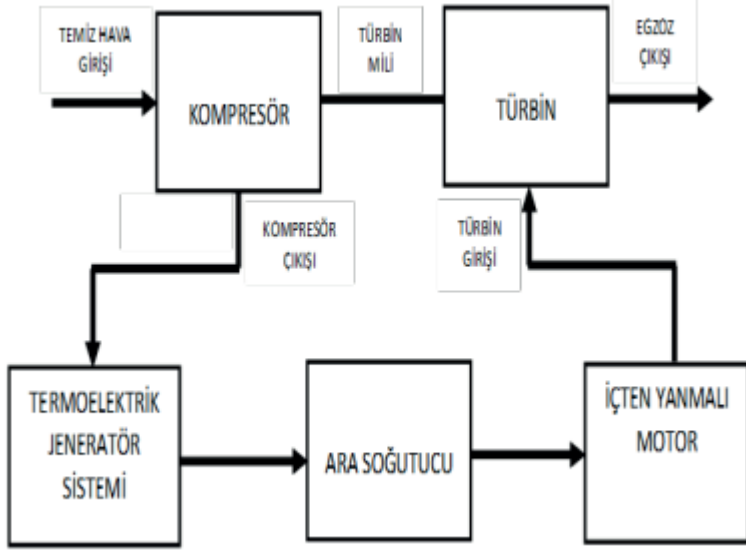 TEMİZ HAVA
GİRİŞİ
KOMPRESÖR
TÜRBİN
MİLİ
TÜRBİN
EGZOZ
ÇIKIŞI
KOMPRESÖR
ÇIKIŞI
TÜRBİN
GİRİŞİ
TERMOELEKTRİK
JENERATÖR
SİSTEMİ
ARA SOĞUTUCU
İÇTEN YANMALI
MOTOR